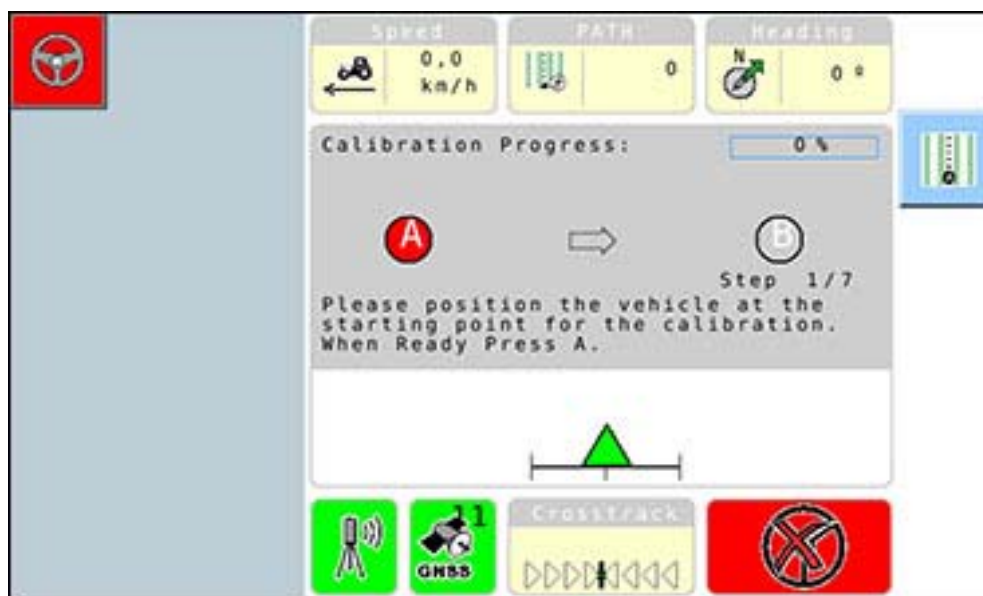 Speed
PATH
Heading
0.0
km/h
0
N
0 º
Calibration Progress:
0 %
A
B
Step 1/7
Please position the vehicle at the
starting point for the calibration.
When Ready Press A.
11
GNSS
Crosstrack